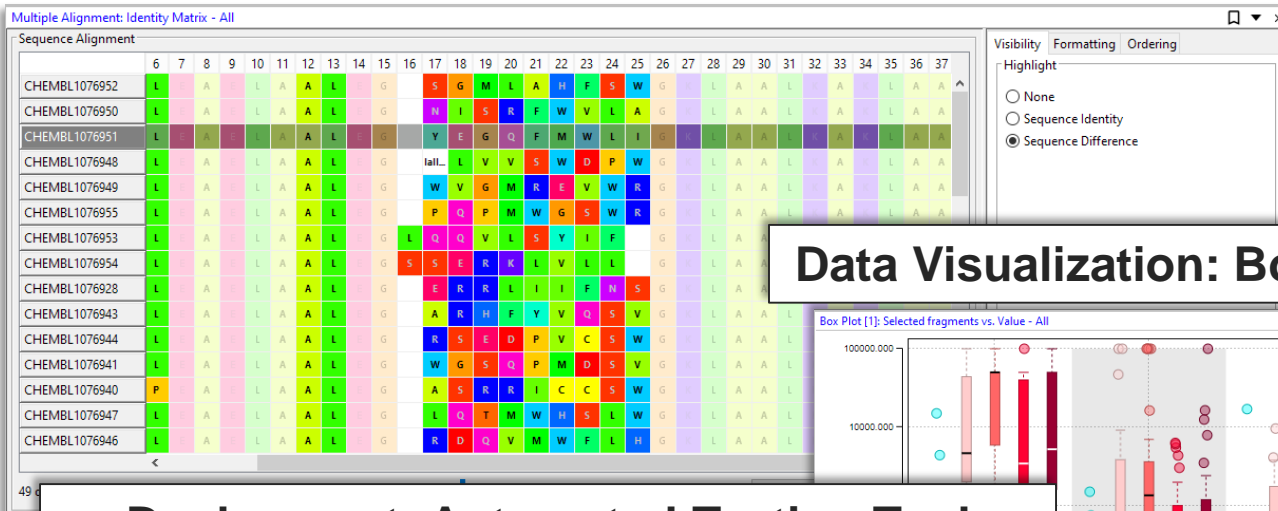 Multiple Alignment: Identity Matrix - All
Sequence Alignment
Visibility Formatting Ordering
6 7 8 9 10 11 12 13 14 15 16 17 18 19 20 21 22 23 24 25 26 27 28 29 30 31 32 33 34 35 36 37
Highlight
CHEMBL1076952 L A L A A L G S G M L A H F S W G L A A L A L A A
None
CHEMBL1076950 L A L A A L G N I S R F W V L A G L A A L A L A A
Sequence Identity
CHEMBL1076951 L E A E L A A L E G Y E G Q F M W L I G K L A A L K A K L A A
Sequence Difference
CHEMBL1076948 L A L A A L G lall... L V V S W D P W G L A A L A L A A
CHEMBL1076949 L A L A A L G W V G M R E V W R G L A A L A L A A
CHEMBL1076955 L A L A A L G P Q P M W G S W R G L A A L A L A A
CHEMBL1076953 L A L A A L G L Q Q V L S Y I F G L A
CHEMBL1076954 L A L A A L G S S E R K L V L L G L A
Data Visualization: Bo
CHEMBL1076928 L A L A A L G E R R L I I F N S G L A
CHEMBL1076943 L A L A A L G A R H F Y V Q S V G L A A L
Box Plot [1]: Selected fragments vs. Value - All
CHEMBL1076944 L A L A A L G R S E D P V C S W G L A A L
100000.000
CHEMBL1076941 L A L A A L G W G S Q P M D S V G L A A L
CHEMBL1076940 P A L A A L G A S R R I C C S W G L A A L
CHEMBL1076947 L A L A A L G L Q T M W H S L W G L A A L
10000.000
CHEMBL1076946 L A L A A L G R D Q V M W F L H G L A A L
49